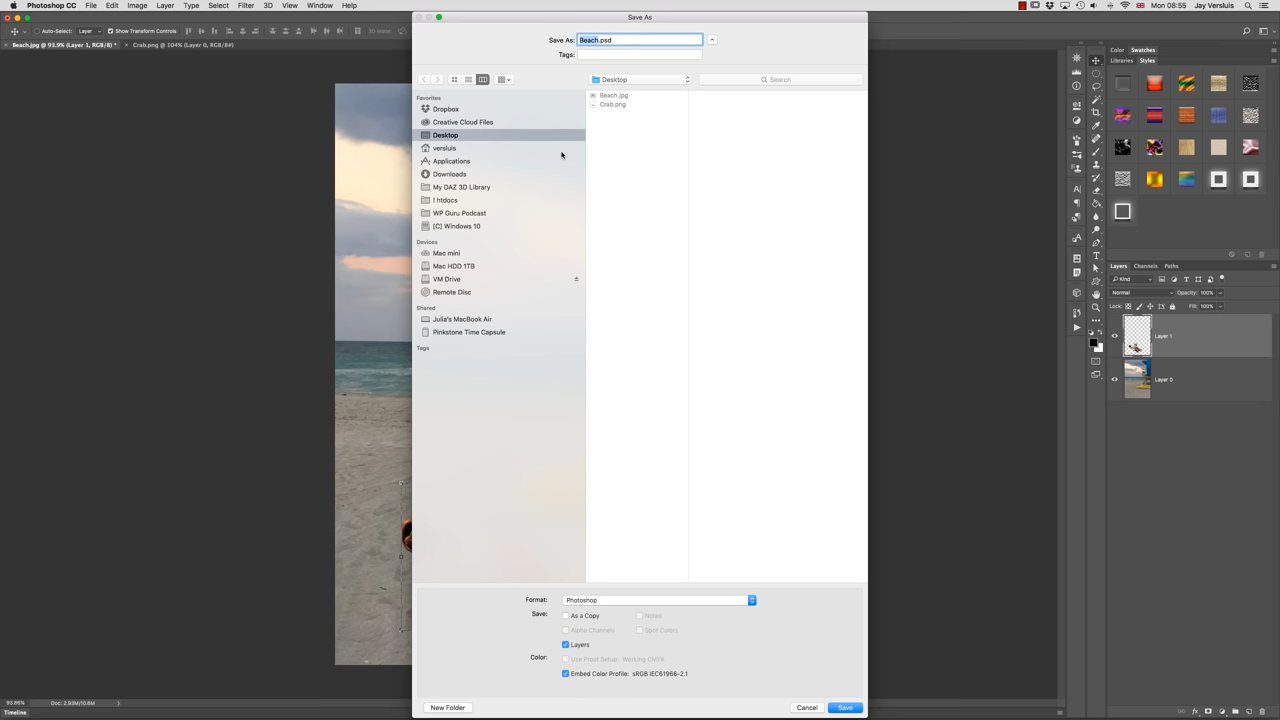 Photoshop CC File Edit Image Layer Type Select Filter 3D View Window Help Mon 08:55 Jay Versluis
Save As
Auto-Select: Layer Show Transform Controls 3D Mode:
Beach.jpg @ 93.9% (Layer 1, RGB/8) * Crab.png @ 104% (Layer 0, RGB/8#)
Save As: Beach.psd
Tags:
Desktop Search
Favorites
Dropbox
Creative Cloud Files
Desktop
versluis
Applications
Downloads
My DAZ 3D Library
! htdocs
WP Guru Podcast
[C] Windows 10
Devices
Mac mini
Mac HDD 1TB
VM Drive
Remote Disc
Shared
Julia's MacBook Air
Pinkstone Time Capsule
Tags
Beach.jpg
Crab.png
Format: Photoshop
Save: As a Copy Notes
Alpha Channels Spot Colors
Layers
Color: Use Proof Setup: Working CMYK
Embed Color Profile: sRGB IEC61966-2.1
New Folder Cancel Save
Color Swatches
Libraries Styles
Layers Channels Paths
Kind
Normal Opacity: 100%
Lock: Fill: 100%
Layer 1
Layer 0
93.86% Doc: 2.93M/10.6M
Timeline